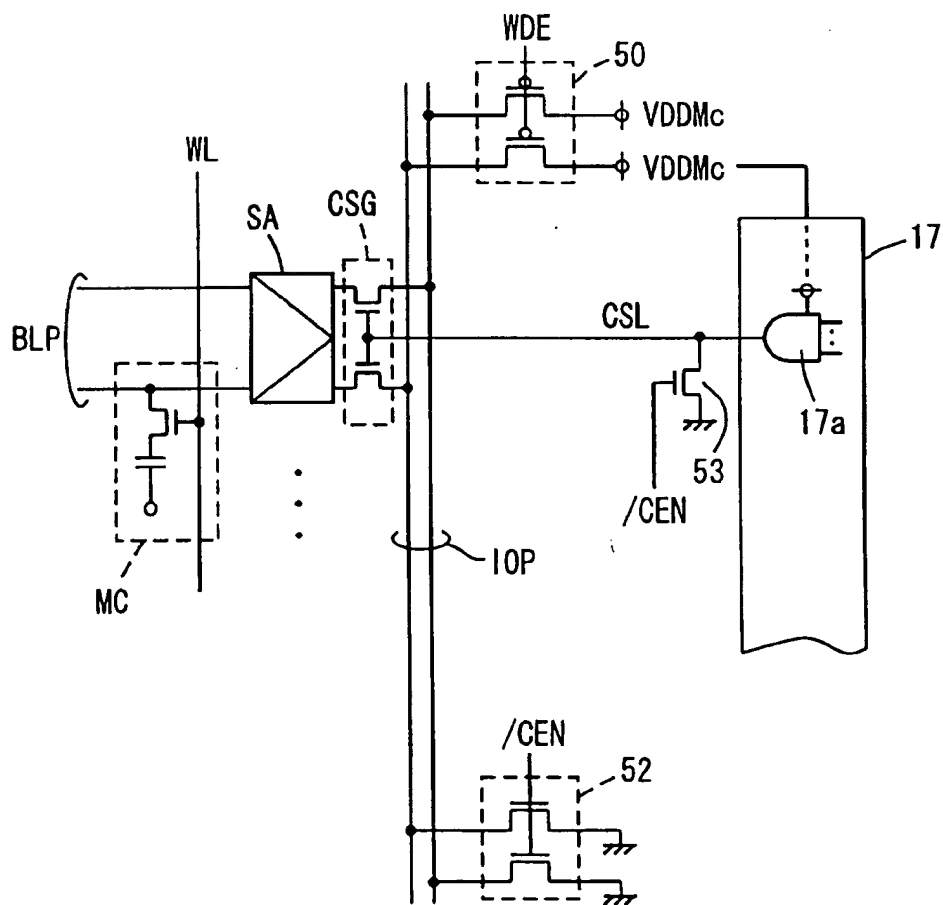 WDE
50
VDDMc
WL
VDDMc
CSG
SA
17
CSL
BLP
17a
53
/CEN
IOP
MC
/CEN
52